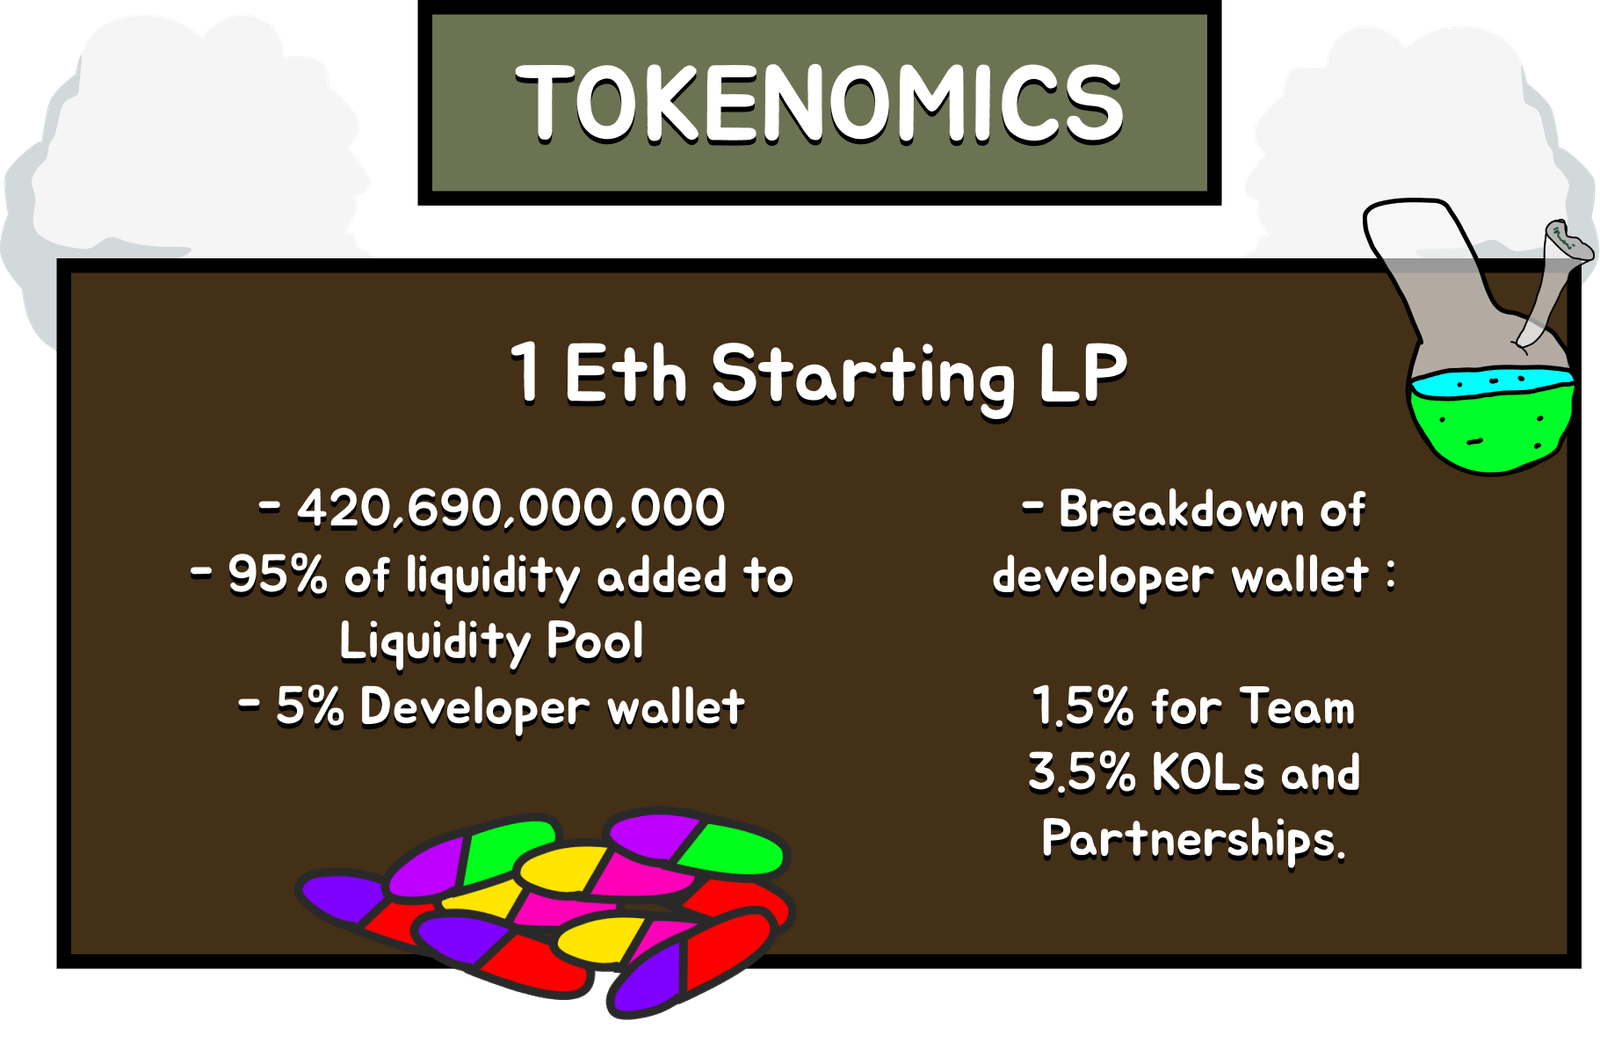 TOKENOMICS
1 Eth Starting LP
- 420,690,000,000
- 95% of liquidity added to
Liquidity Pool
- 5% Developer wallet
- Breakdown of
developer wallet :
1.5% for Team
3.5% KOLs and
Partnerships.